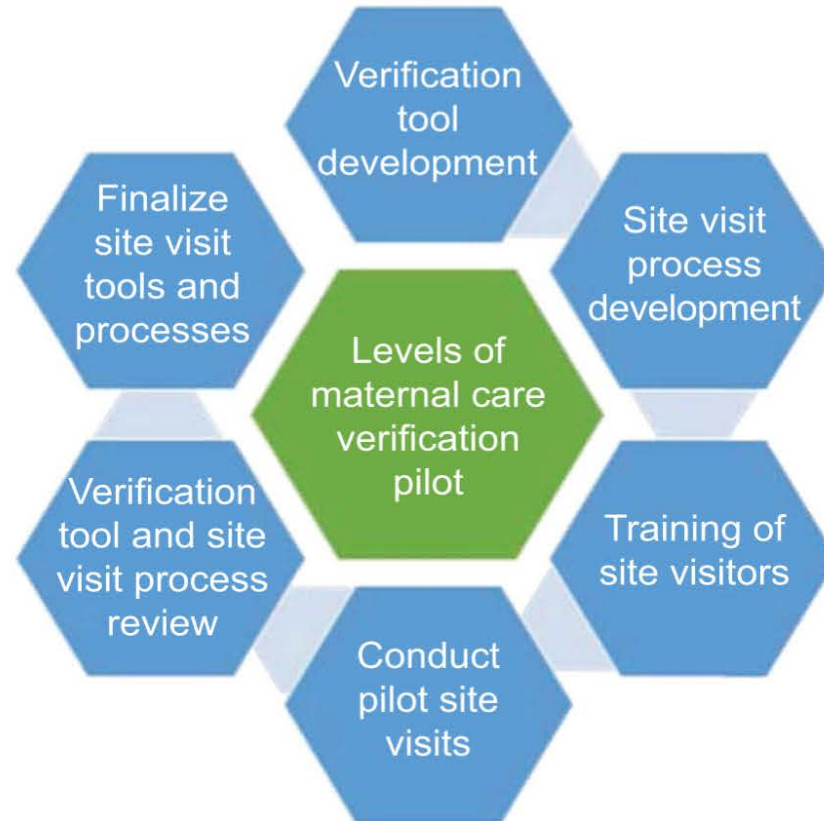 Verification
tool
development
Site visit
process
development
Training of
site visitors
Conduct
pilot site
visits
Verification
tool and site
visit process
review
Finalize
site visit
tools and
processes
Levels of
maternal care
verification
pilot